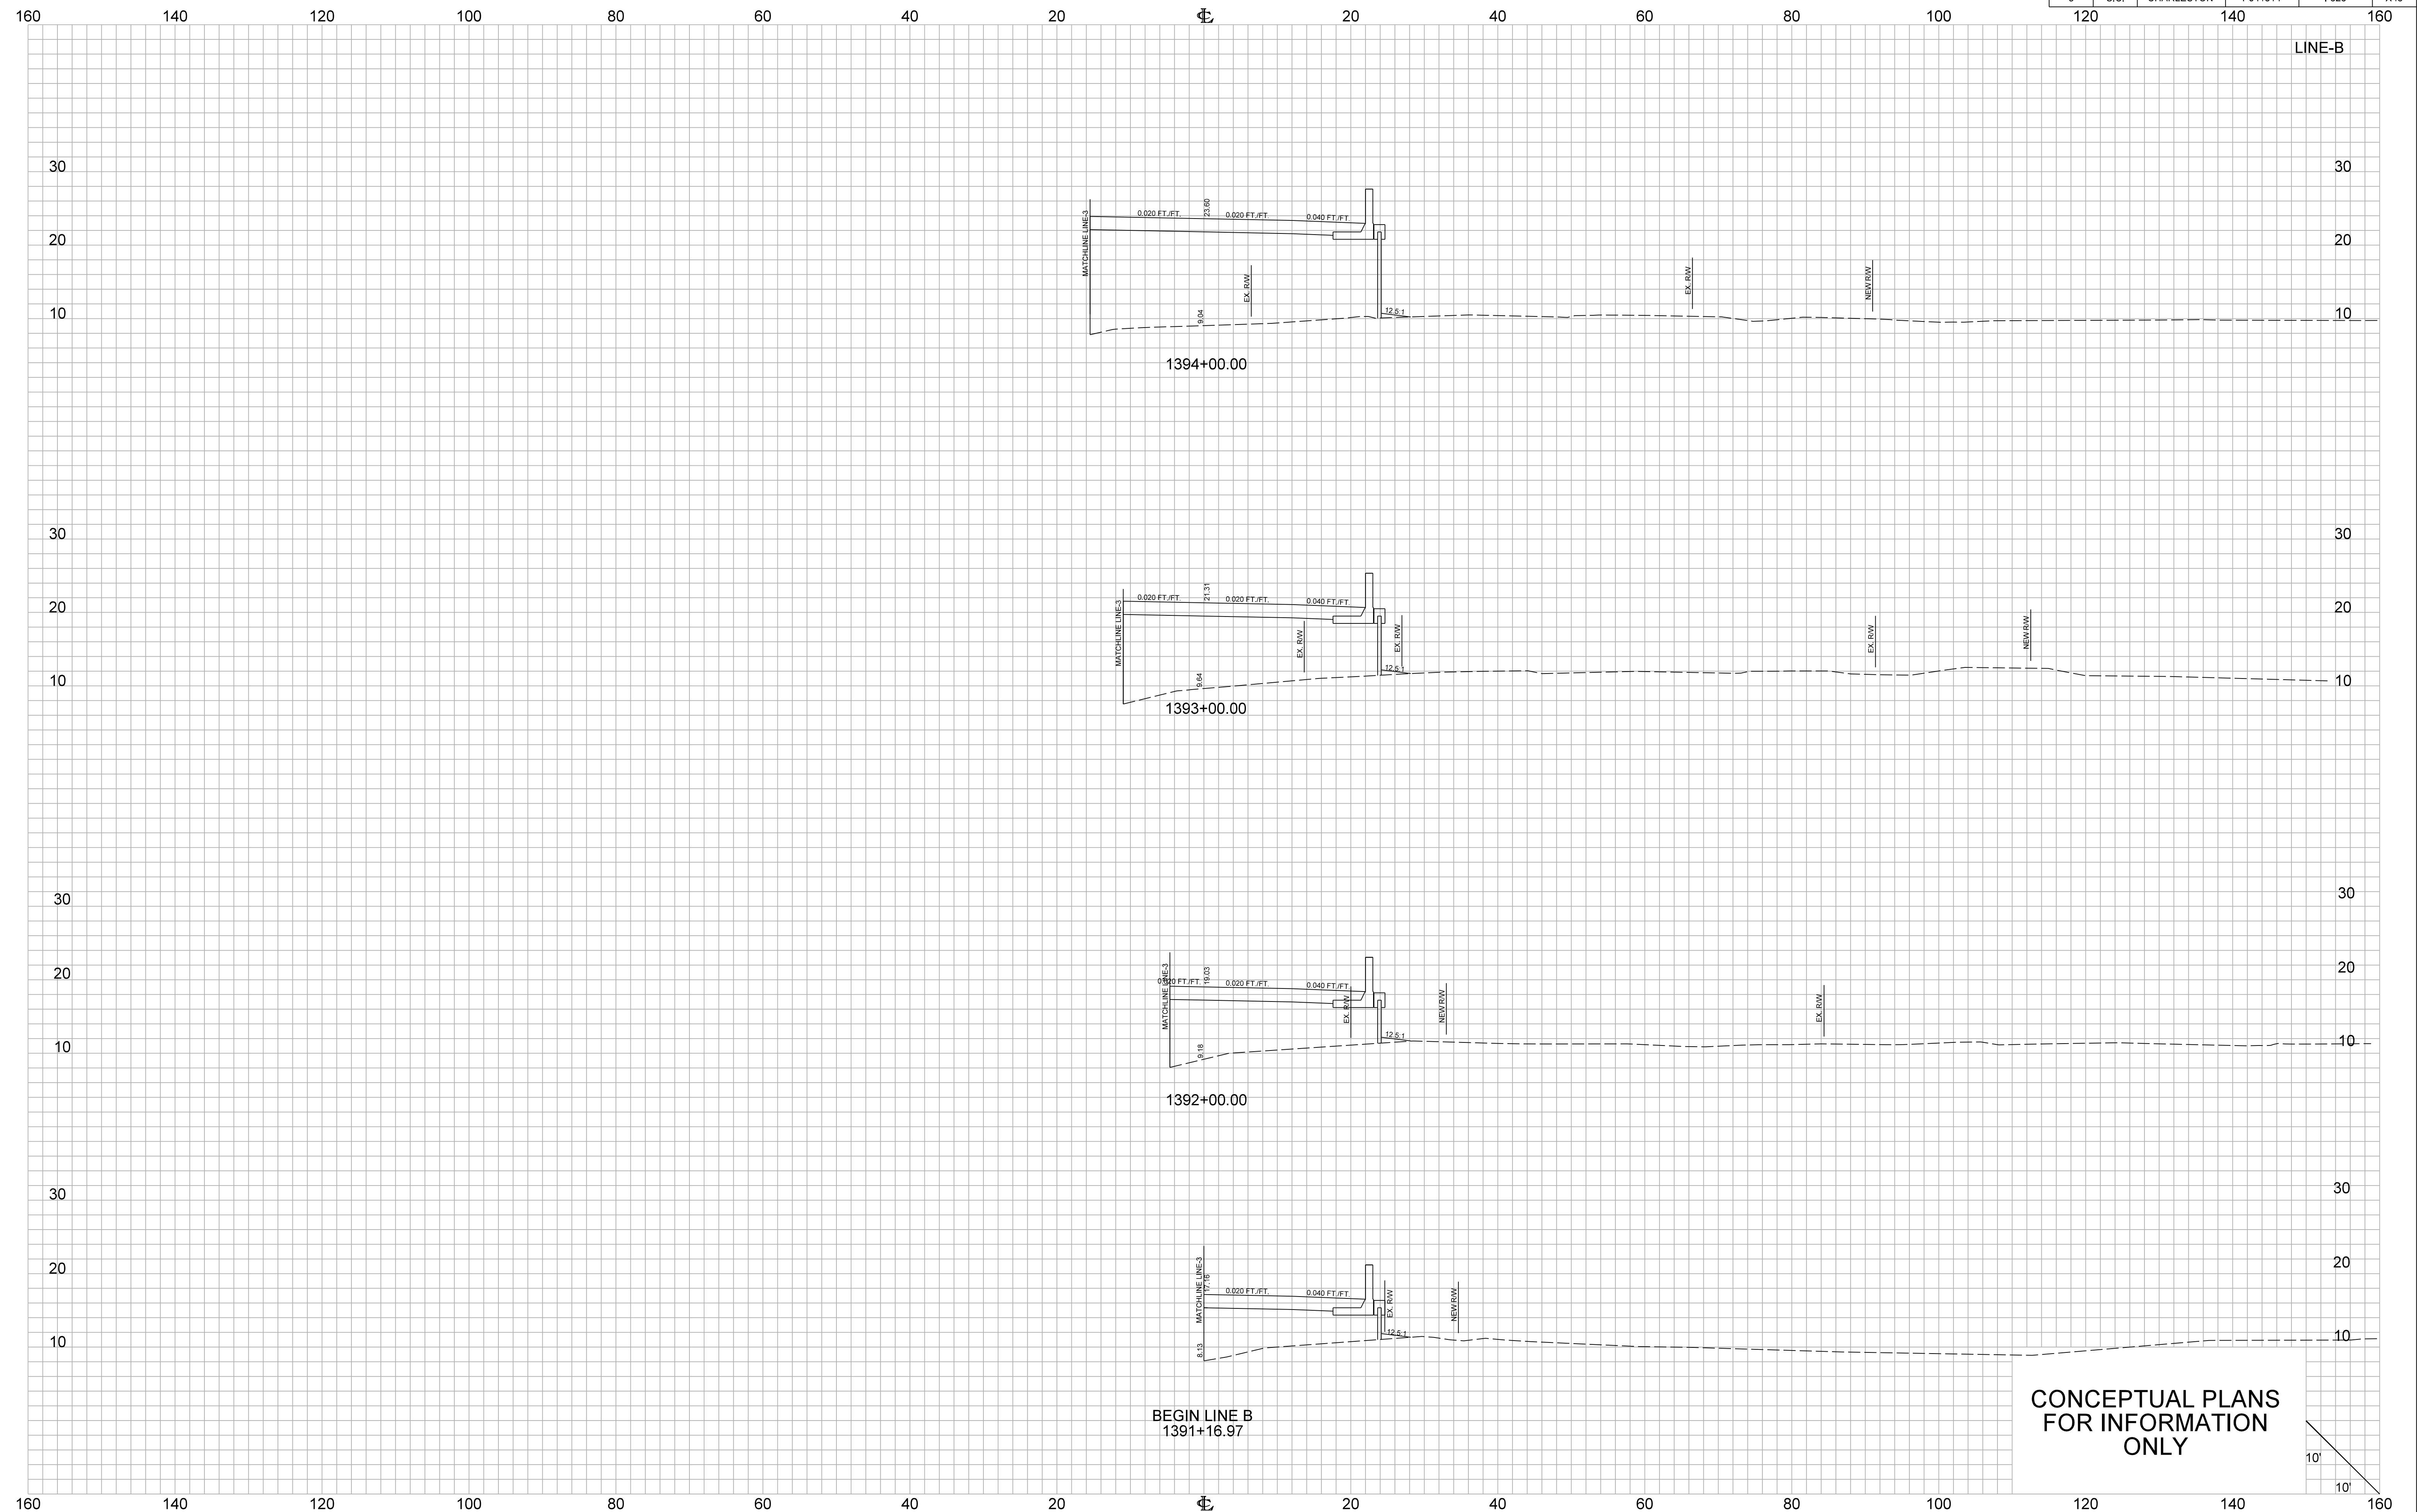 160 140 120 100 80 60 40 20 ℄ 20 40 60 80 100 120 140 160
LINE-B
30 30
20 20
10 10
MATCHLINE LINE-3
0.020 FT./FT.
23.60
0.020 FT./FT.
0.040 FT./FT.
EX. R/W
9.04
12.5:1
EX. R/W
NEW R/W
1394+00.00
30 30
20 20
10 10
MATCHLINE LINE-3
0.020 FT./FT.
21.31
0.020 FT./FT.
0.040 FT./FT.
EX. R/W
EX. R/W
9.64
12.5:1
EX. R/W
NEW R/W
1393+00.00
30 30
20 20
10 10
MATCHLINE LINE-3
0.020 FT./FT.
19.03
0.020 FT./FT.
0.040 FT./FT.
EX. R/W
9.18
12.5:1
NEW R/W
EX. R/W
1392+00.00
30 30
20 20
10 10
MATCHLINE LINE-3
17.16
0.020 FT./FT.
0.040 FT./FT.
8.13
12.5:1
EX. R/W
NEW R/W
BEGIN LINE B
1391+16.97
CONCEPTUAL PLANS
FOR INFORMATION
ONLY
10'
10'
160 140 120 100 80 60 40 20 ℄ 20 40 60 80 100 120 140 160